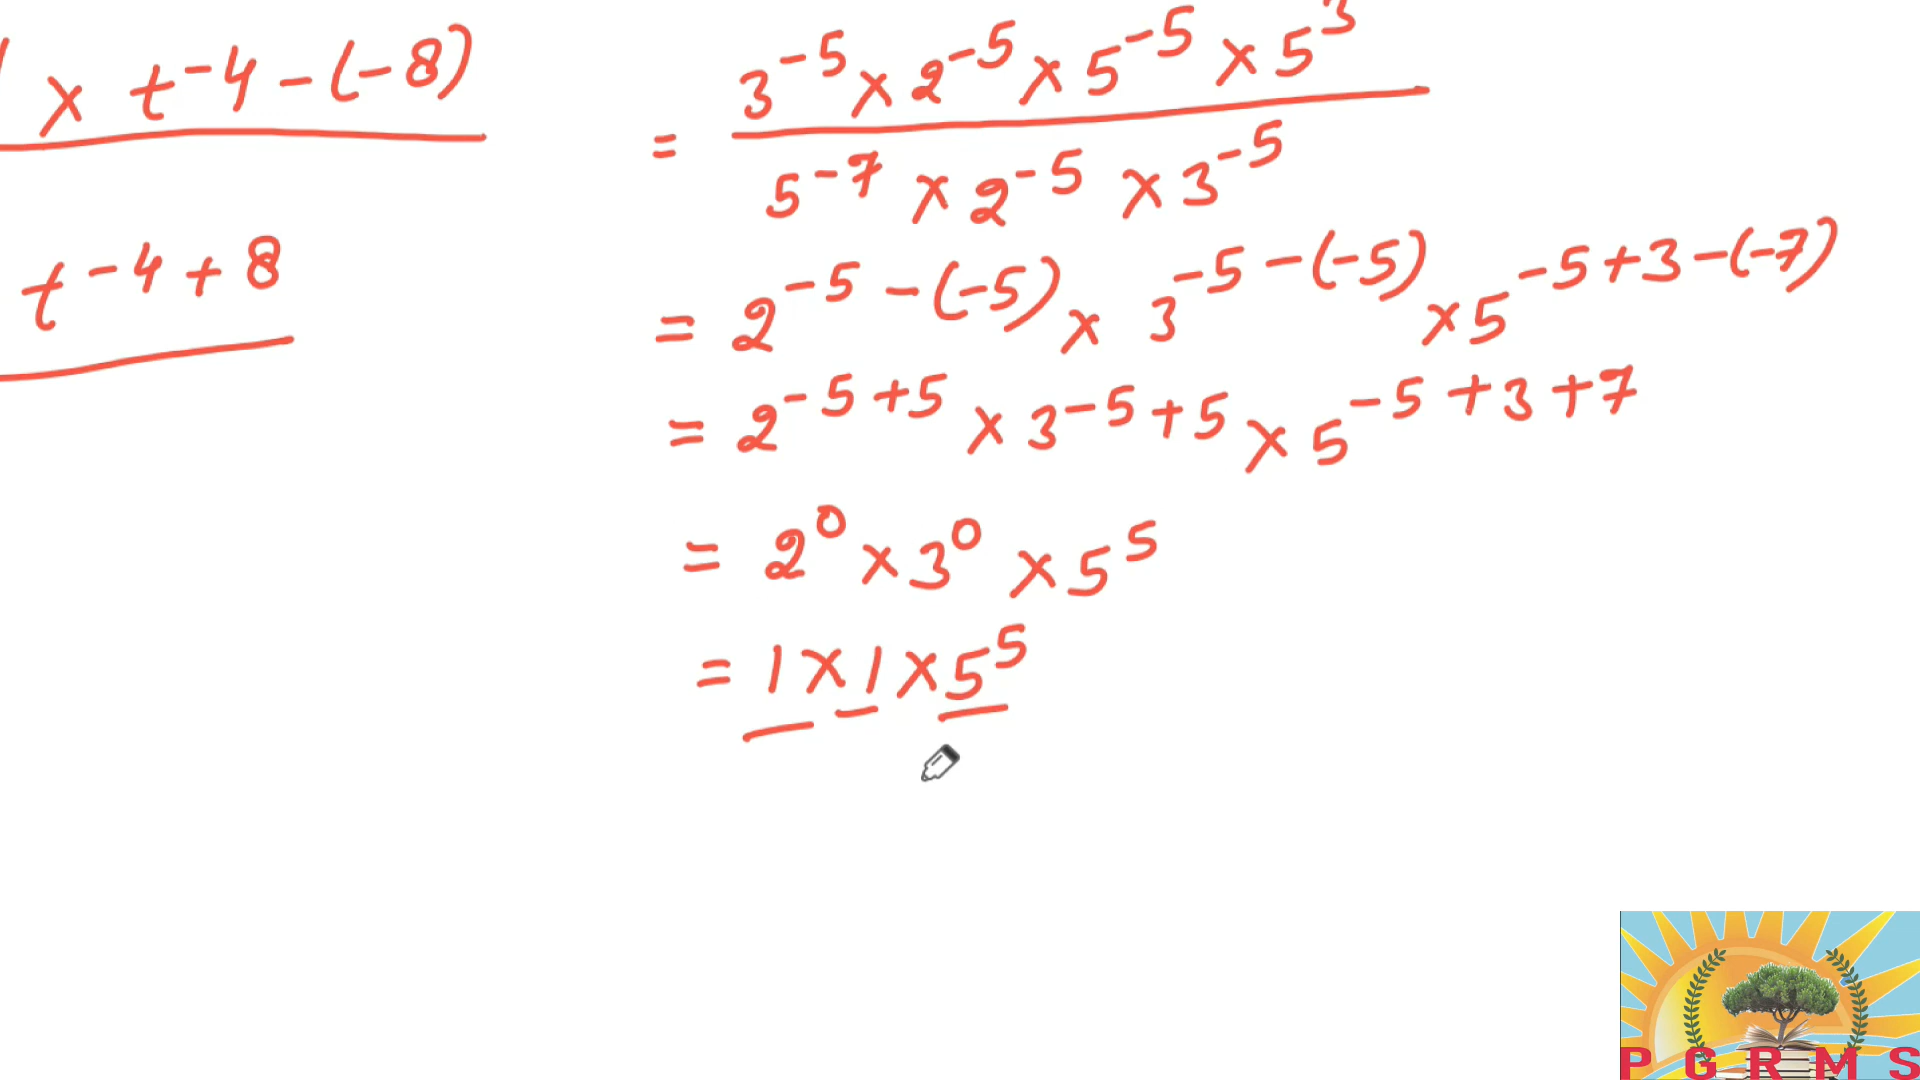 x t^-4-(-8)
t^-4+8
= 3^-5 x 2^-5 x 5^-5 x 5^3
5^-7 x 2^-5 x 3^-5
= 2^-5-(-5) x 3^-5-(-5) x 5^-5+3-(-7)
= 2^-5+5 x 3^-5+5 x 5^-5+3+7
= 2^0 x 3^0 x 5^5
= 1 x 1 x 5^5
P G R M S